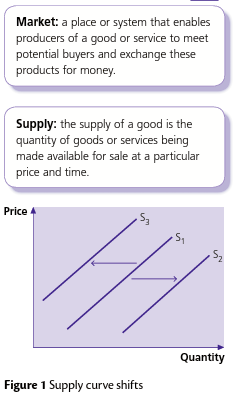 Market: a place or system that enables
producers of a good or service to meet
potential buyers and exchange these
products for money.
Supply: the supply of a good is the
quantity of goods or services being
made available for sale at a particular
price and time.
Price
S3
S1
S2
Quantity
Figure 1 Supply curve shifts